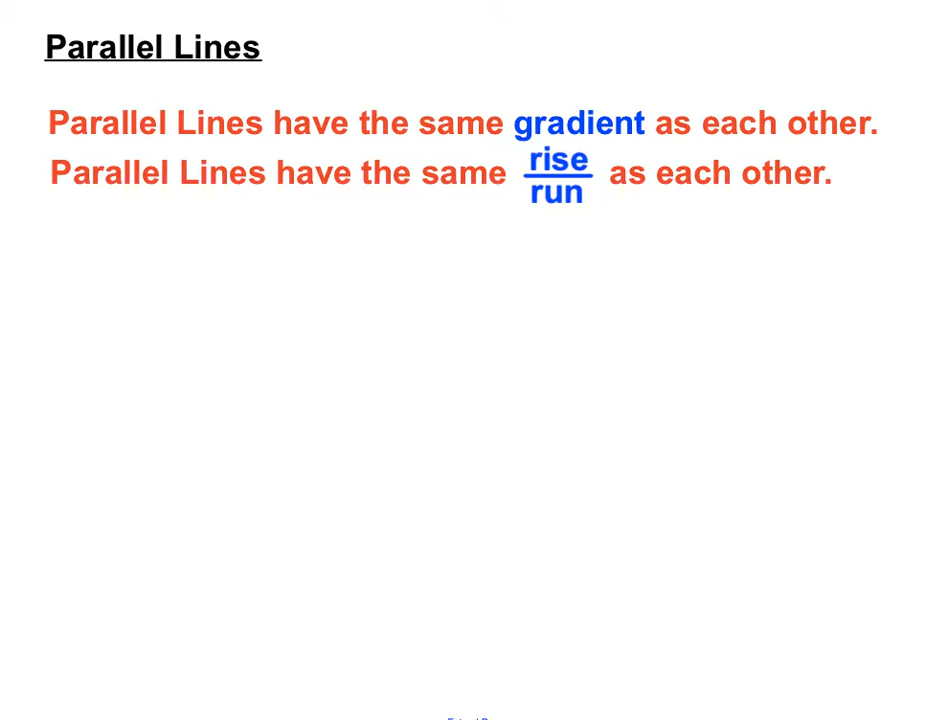 Parallel Lines
Parallel Lines have the same gradient as each other.
Parallel Lines have the same rise/run as each other.